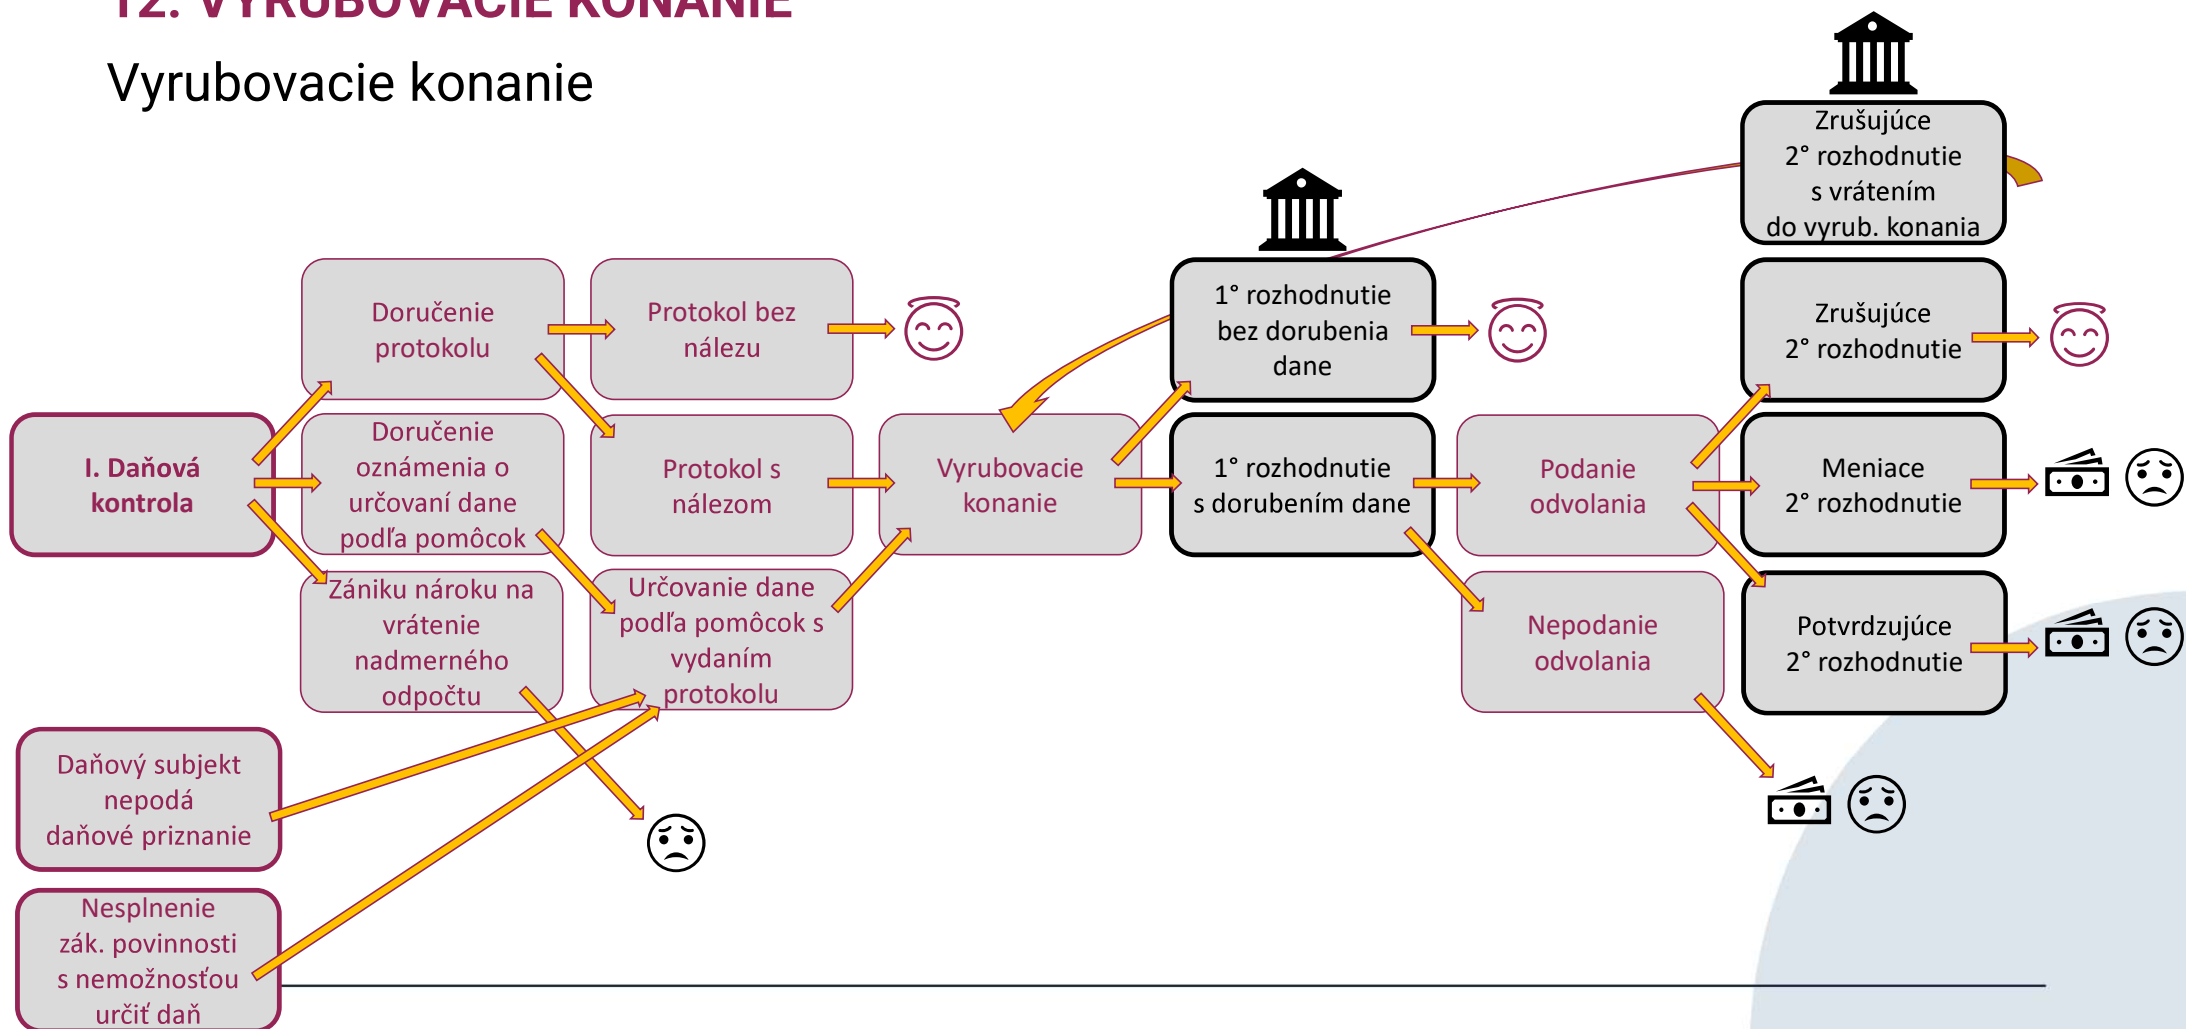 12. VYRUBOVACIE KONANIE
Vyrubovacie konanie
Zrušujúce
2° rozhodnutie
s vrátením
do vyrub. konania
Doručenie
protokolu
Protokol bez
nálezu
1° rozhodnutie
bez dorubenia
dane
Zrušujúce
2° rozhodnutie
I. Daňová
kontrola
Doručenie
oznámenia o
určovaní dane
podľa pomôcok
Protokol s
nálezom
Vyrubovacie
konanie
1° rozhodnutie
s dorubením dane
Podanie
odvolania
Meniace
2° rozhodnutie
Zániku nároku na
vrátenie
nadmerného
odpočtu
Určovanie dane
podľa pomôcok s
vydaním
protokolu
Nepodanie
odvolania
Potvrdzujúce
2° rozhodnutie
Daňový subjekt
nepodá
daňové priznanie
Nesplnenie
zák. povinnosti
s nemožnosťou
určiť daň